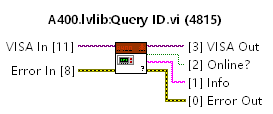 A400.lvlib:Query ID.vi (4815)
VISA In [11]
[3] VISA Out
[2] Online?
Error In [8]
[1] Info
[0] Error Out